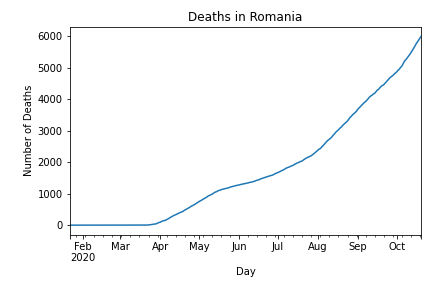 Deaths in Romania
6000
5000
4000
3000
2000
1000
0
Number of Deaths
Feb Mar Apr May Jun Jul Aug Sep Oct
2020
Day